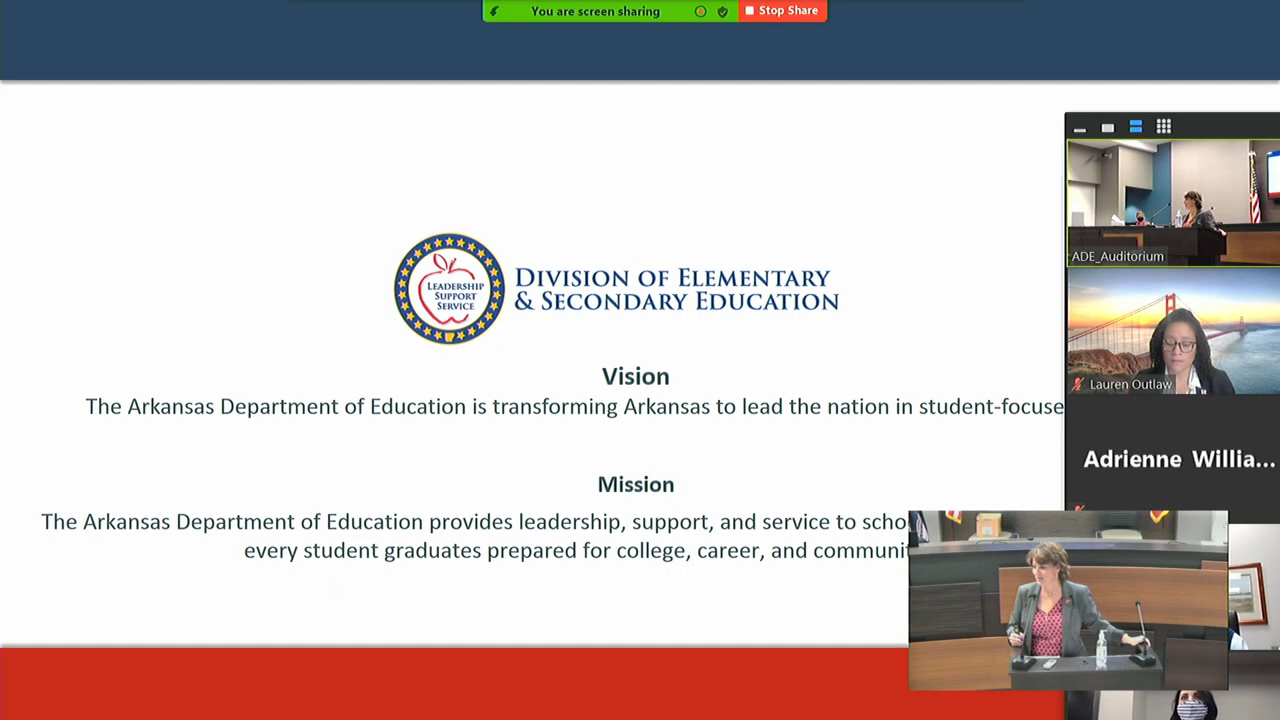 You are screen sharing
Stop Share
LEADERSHIP
SUPPORT
SERVICE
DIVISION OF ELEMENTARY
& SECONDARY EDUCATION
Vision
The Arkansas Department of Education is transforming Arkansas to lead the nation in student-focuse
Mission
The Arkansas Department of Education provides leadership, support, and service to scho
every student graduates prepared for college, career, and communit
ADE_Auditorium
Lauren Outlaw
Adrienne Willia...